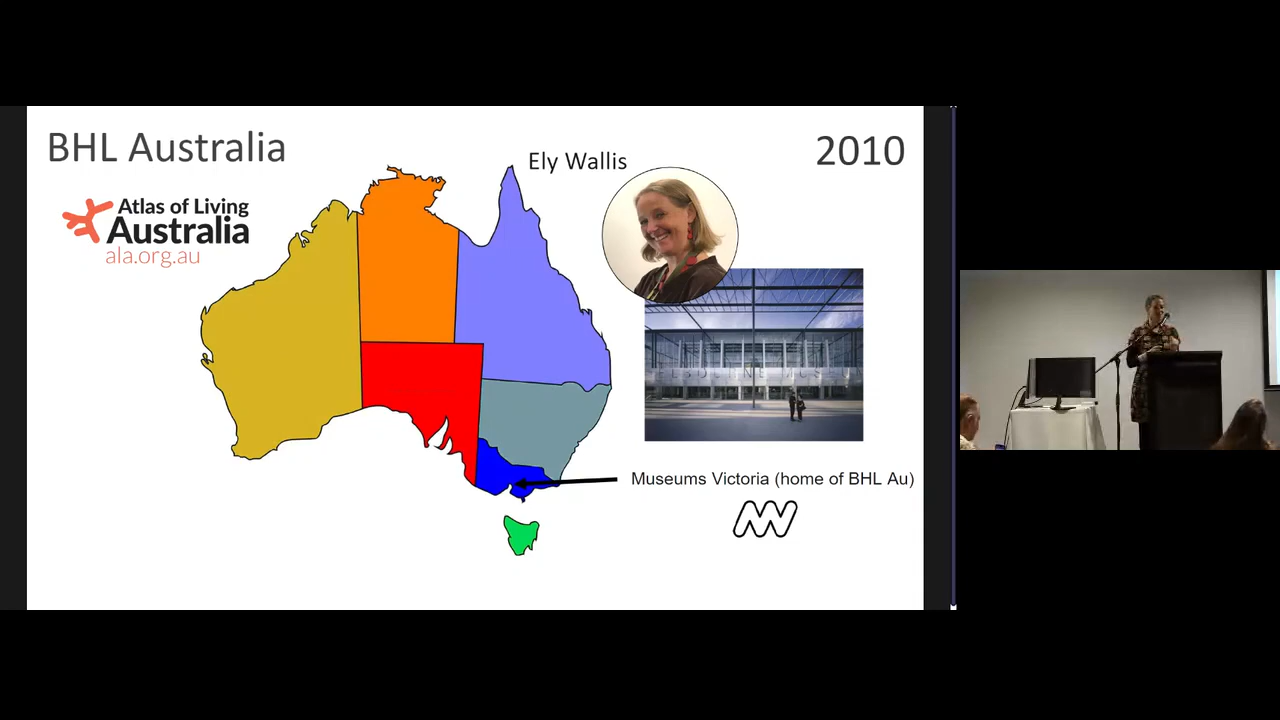 BHL Australia
Ely Wallis
2010
Atlas of Living
Australia
ala.org.au
Museums Victoria (home of BHL Au)